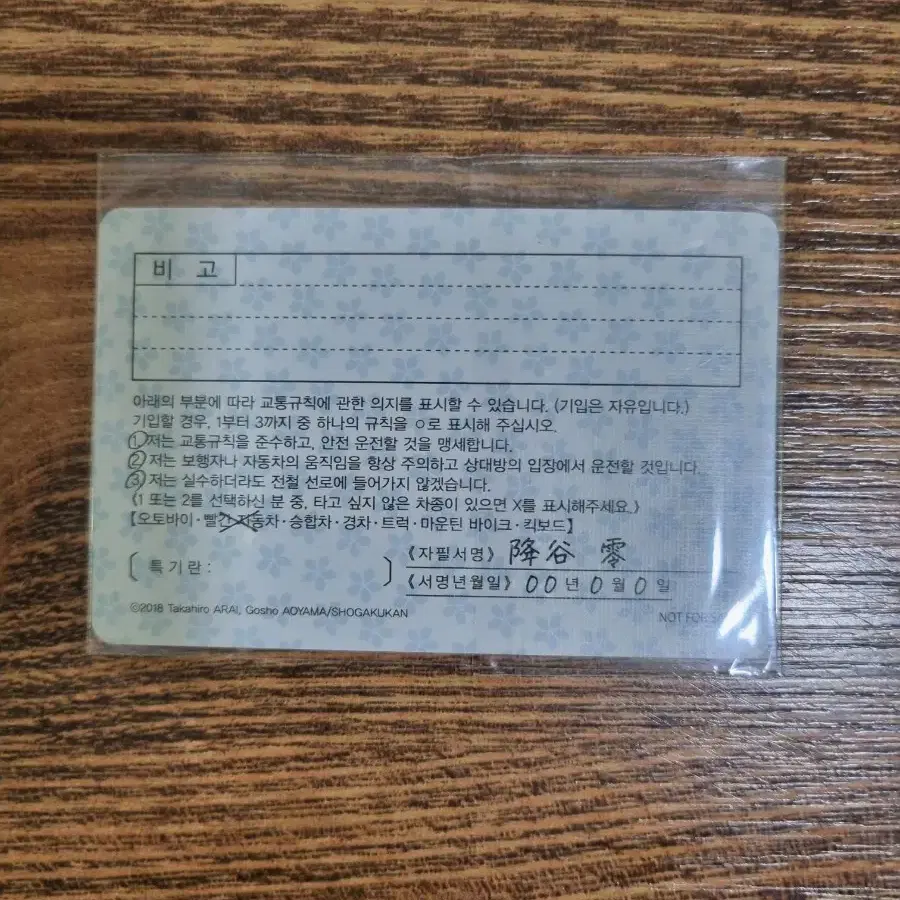 비 고
아래의 부분에 따라 교통규칙에 관한 의지를 표시할 수 있습니다. (기입은 자유입니다.)
기입할 경우, 1부터 3까지 중 하나의 규칙을 ○로 표시해 주십시오.
1. 저는 교통규칙을 준수하고, 안전 운전할 것을 맹세합니다.
2. 저는 보행자나 자동차의 움직임을 항상 주의하고 상대방의 입장에서 운전할 것입니다.
3. 저는 실수하더라도 전철 선로에 들어가지 않겠습니다.
〈1 또는 2를 선택하신 분 중, 타고 싶지 않은 차종이 있으면 X를 표시해주세요.〉
【오토바이·빨간 자동차·승합차·경차·트럭·마운틴 바이크·킥보드】
《자필서명》 降谷 零
〔 특기란 : 〕
《서명년월일》 00년 0월 0일
©2018 Takahiro ARAI, Gosho AOYAMA/SHOGAKUKAN
NOT FOR